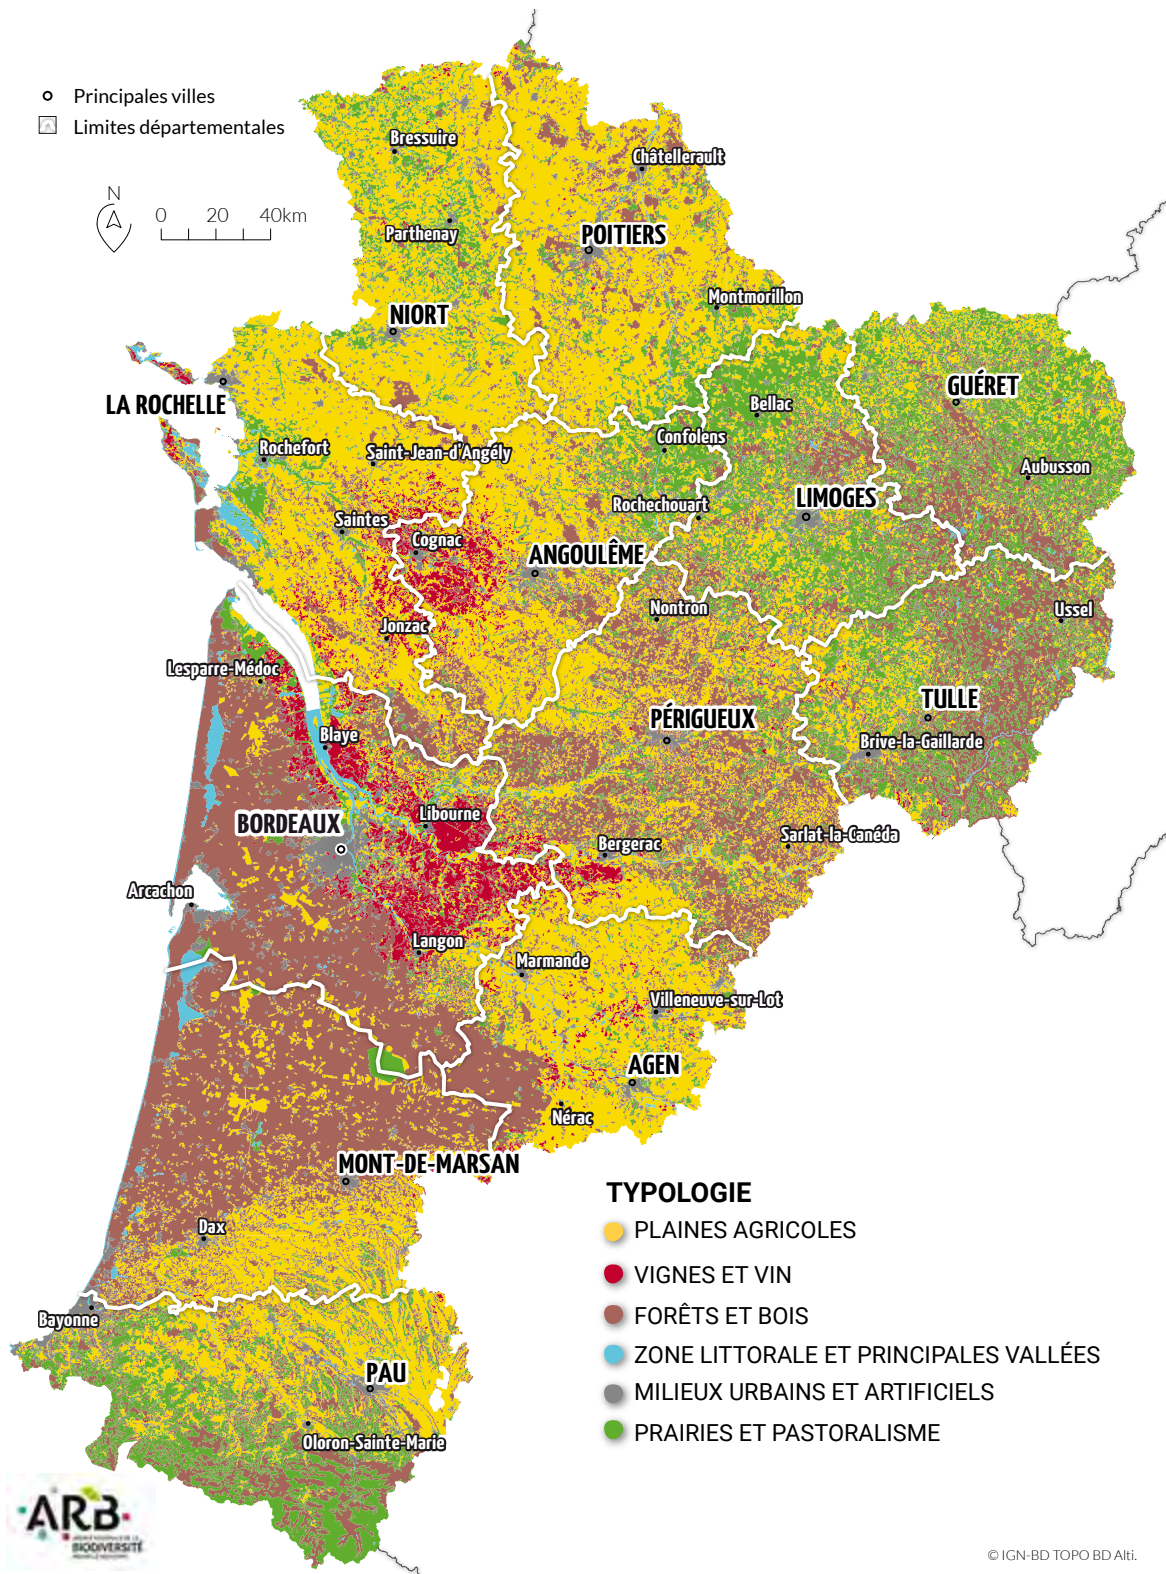 Principales villes
Limites départementales
N
0 20 40km
Bressuire
Châtellerault
Parthenay
POITIERS
Montmorillon
NIORT
LA ROCHELLE
GUÉRET
Bellac
Confolens
Rochefort
Saint-Jean-d'Angély
Aubusson
Rochechouart
LIMOGES
Saintes
Cognac
ANGOULÊME
Nontron
Ussel
Jonzac
Lesparre-Médoc
TULLE
PÉRIGUEUX
Blaye
Brive-la-Gaillarde
Libourne
BORDEAUX
Sarlat-la-Canéda
Bergerac
Arcachon
Langon
Marmande
Villeneuve-sur-Lot
AGEN
Nérac
MONT-DE-MARSAN
Dax
Bayonne
PAU
Oloron-Sainte-Marie
TYPOLOGIE
PLAINES AGRICOLES
VIGNES ET VIN
FORÊTS ET BOIS
ZONE LITTORALE ET PRINCIPALES VALLÉES
MILIEUX URBAINS ET ARTIFICIELS
PRAIRIES ET PASTORALISME
ARB
BIODIVERSITÉ
© IGN-BD TOPO BD Alti.